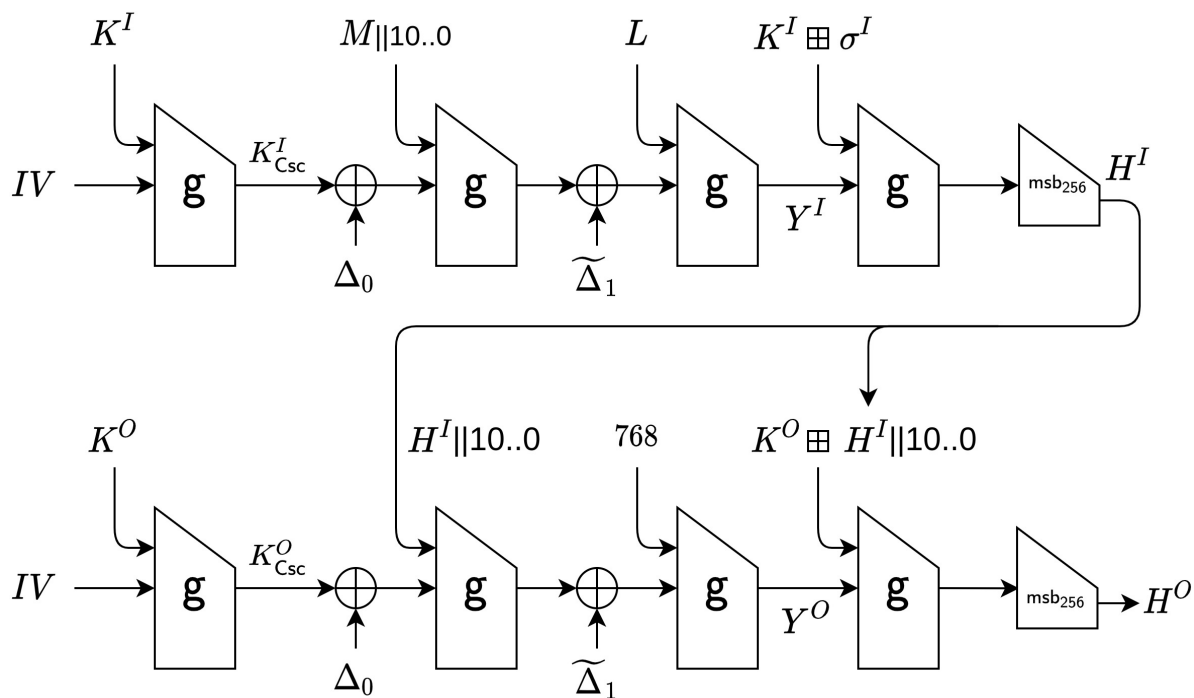 K^I M||10..0 L K^I ⊞ σ^I
IV g K^I_Csc g g g msb_256 H^I
Y^I
Δ_0 Δ̃_1
K^O H^I||10..0 768 K^O ⊞ H^I||10..0
IV g K^O_Csc g g g msb_256 H^O
Y^O
Δ_0 Δ̃_1